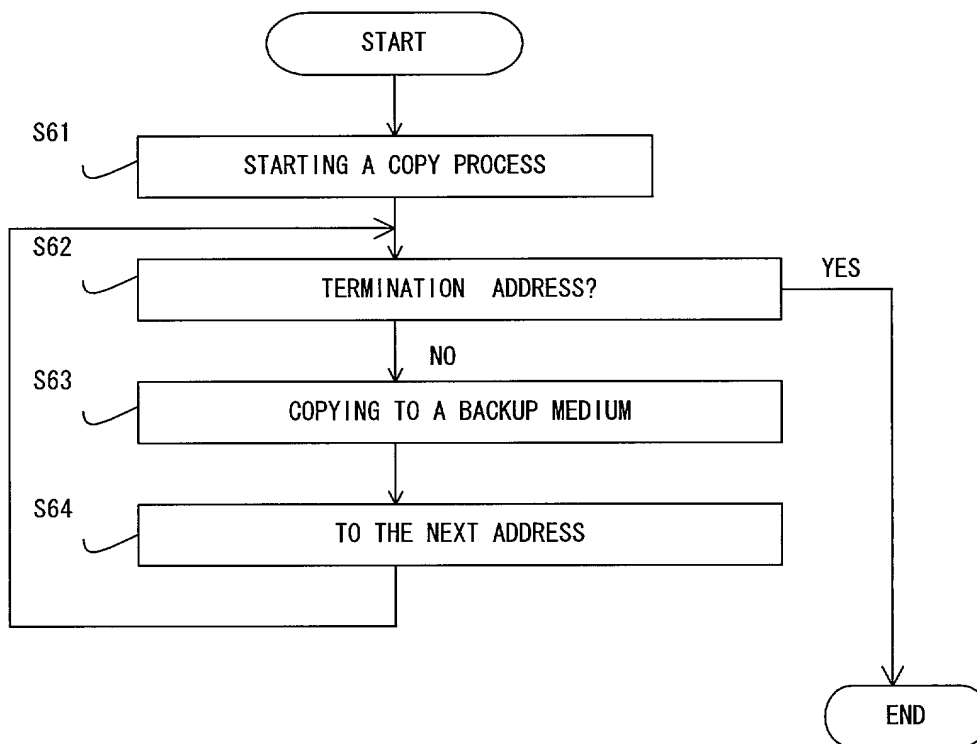 START
S61
STARTING A COPY PROCESS
S62
TERMINATION ADDRESS?
YES
NO
S63
COPYING TO A BACKUP MEDIUM
S64
TO THE NEXT ADDRESS
END